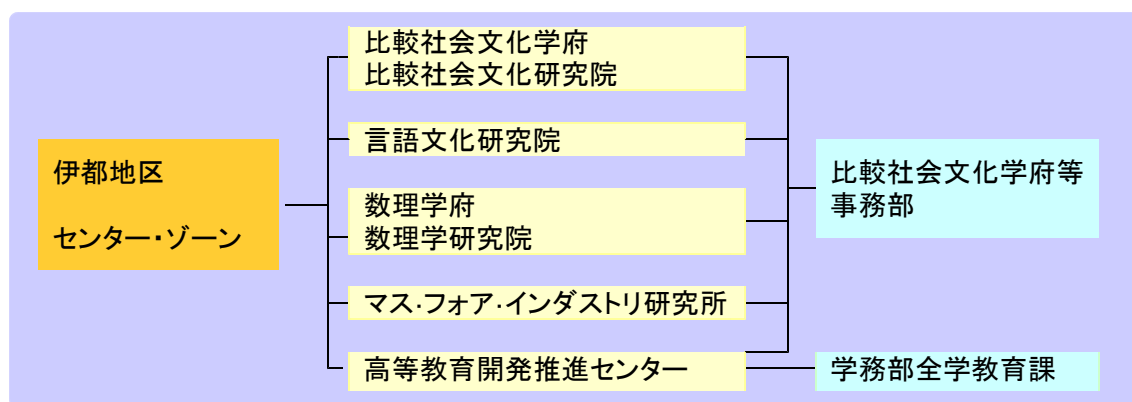 伊都地区
センター・ゾーン
比較社会文化学府
比較社会文化研究院
言語文化研究院
数理学府
数理学研究院
マス・フォア・インダストリ研究所
高等教育開発推進センター
比較社会文化学府等
事務部
学務部全学教育課